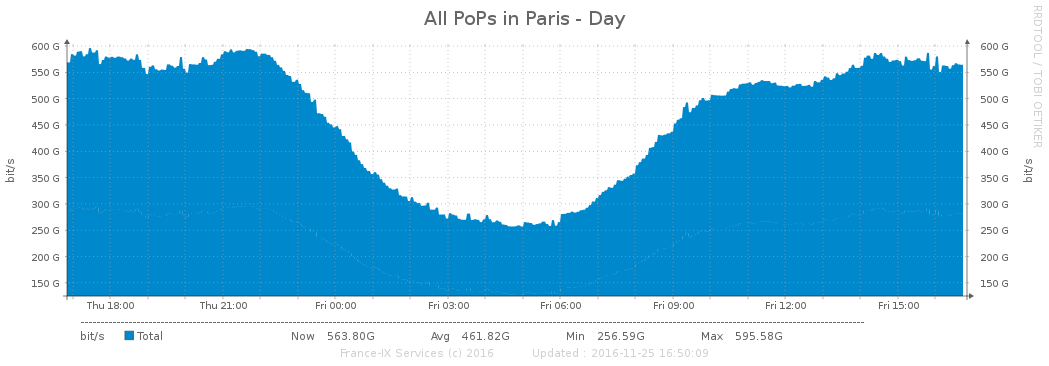 All PoPs in Paris - Day
RRDTOOL / TOBI OETIKER
bit/s
600 G 600 G
550 G 550 G
500 G 500 G
450 G 450 G
400 G 400 G
350 G 350 G
300 G 300 G
250 G 250 G
200 G 200 G
150 G 150 G
bit/s
Thu 18:00 Thu 21:00 Fri 00:00 Fri 03:00 Fri 06:00 Fri 09:00 Fri 12:00 Fri 15:00
bit/s Total Now 563.80G Avg 461.82G Min 256.59G Max 595.58G
France-IX Services (c) 2016 Updated : 2016-11-25 16:50:09